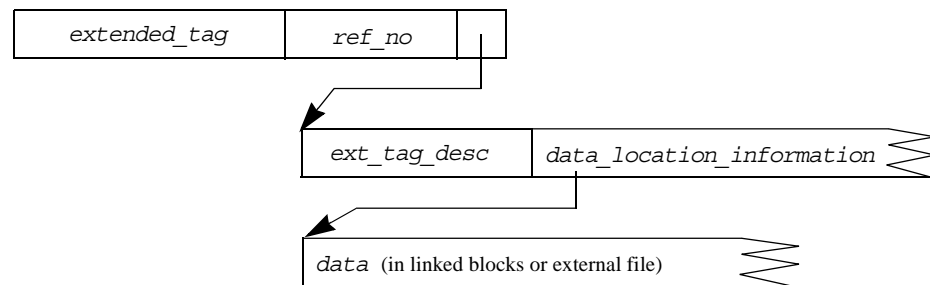 extended_tag ref_no
ext_tag_desc data_location_information
data (in linked blocks or external file)